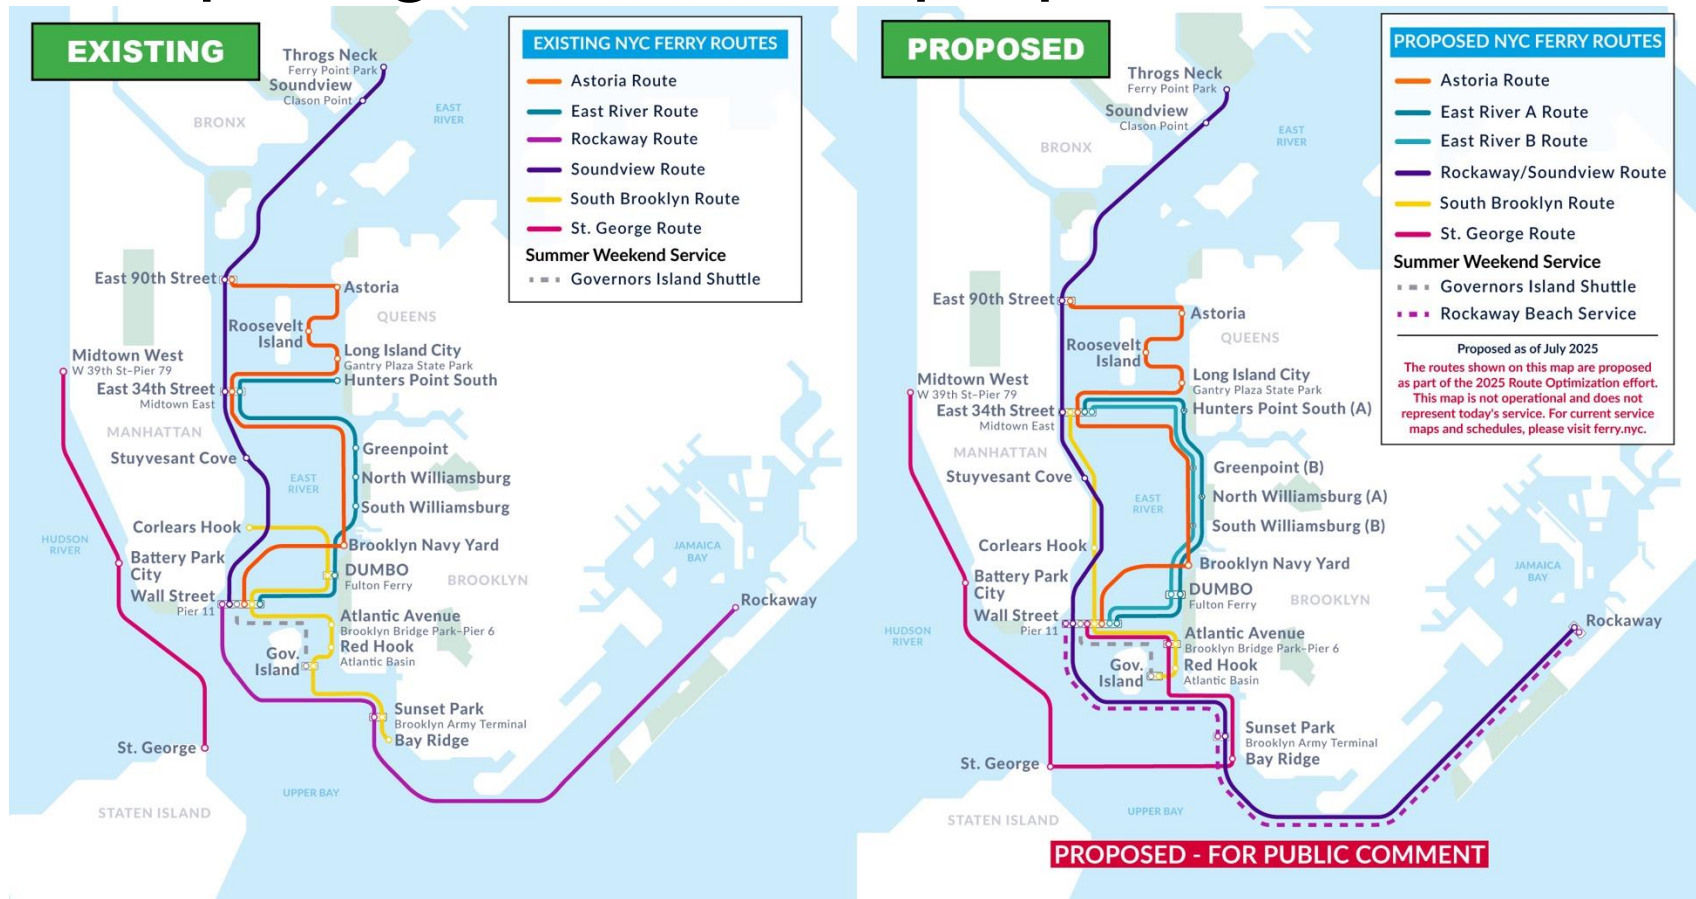 EXISTING
EXISTING NYC FERRY ROUTES
Astoria Route
East River Route
Rockaway Route
Soundview Route
South Brooklyn Route
St. George Route
Summer Weekend Service
Governors Island Shuttle
Throgs Neck
Ferry Point Park
Soundview
Clason Point
EAST
RIVER
BRONX
East 90th Street
Astoria
QUEENS
Roosevelt
Island
Midtown West
W 39th St–Pier 79
Long Island City
Gantry Plaza State Park
Hunters Point South
East 34th Street
Midtown East
MANHATTAN
Greenpoint
Stuyvesant Cove
North Williamsburg
EAST
RIVER
South Williamsburg
Corlears Hook
HUDSON
RIVER
Brooklyn Navy Yard
JAMAICA
BAY
Battery Park
City
DUMBO
Fulton Ferry
BROOKLYN
Wall Street
Pier 11
Rockaway
Atlantic Avenue
Brooklyn Bridge Park–Pier 6
Red Hook
Atlantic Basin
Gov.
Island
Sunset Park
Brooklyn Army Terminal
Bay Ridge
St. George
UPPER BAY
STATEN ISLAND
PROPOSED
PROPOSED NYC FERRY ROUTES
Astoria Route
East River A Route
East River B Route
Rockaway/Soundview Route
South Brooklyn Route
St. George Route
Summer Weekend Service
Governors Island Shuttle
Rockaway Beach Service
Proposed as of July 2025
The routes shown on this map are proposed
as part of the 2025 Route Optimization effort.
This map is not operational and does not
represent today's service. For current service
maps and schedules, please visit ferry.nyc.
Throgs Neck
Ferry Point Park
Soundview
Clason Point
EAST
RIVER
BRONX
East 90th Street
Astoria
QUEENS
Roosevelt
Island
Midtown West
W 39th St–Pier 79
Long Island City
Gantry Plaza State Park
East 34th Street
Midtown East
Hunters Point South (A)
MANHATTAN
Greenpoint (B)
Stuyvesant Cove
North Williamsburg (A)
EAST
RIVER
South Williamsburg (B)
Corlears Hook
Brooklyn Navy Yard
JAMAICA
BAY
Battery Park
City
DUMBO
Fulton Ferry
BROOKLYN
Wall Street
Pier 11
Rockaway
HUDSON
RIVER
Atlantic Avenue
Brooklyn Bridge Park–Pier 6
Red Hook
Atlantic Basin
Gov.
Island
Sunset Park
Brooklyn Army Terminal
Bay Ridge
St. George
UPPER BAY
STATEN ISLAND
PROPOSED - FOR PUBLIC COMMENT